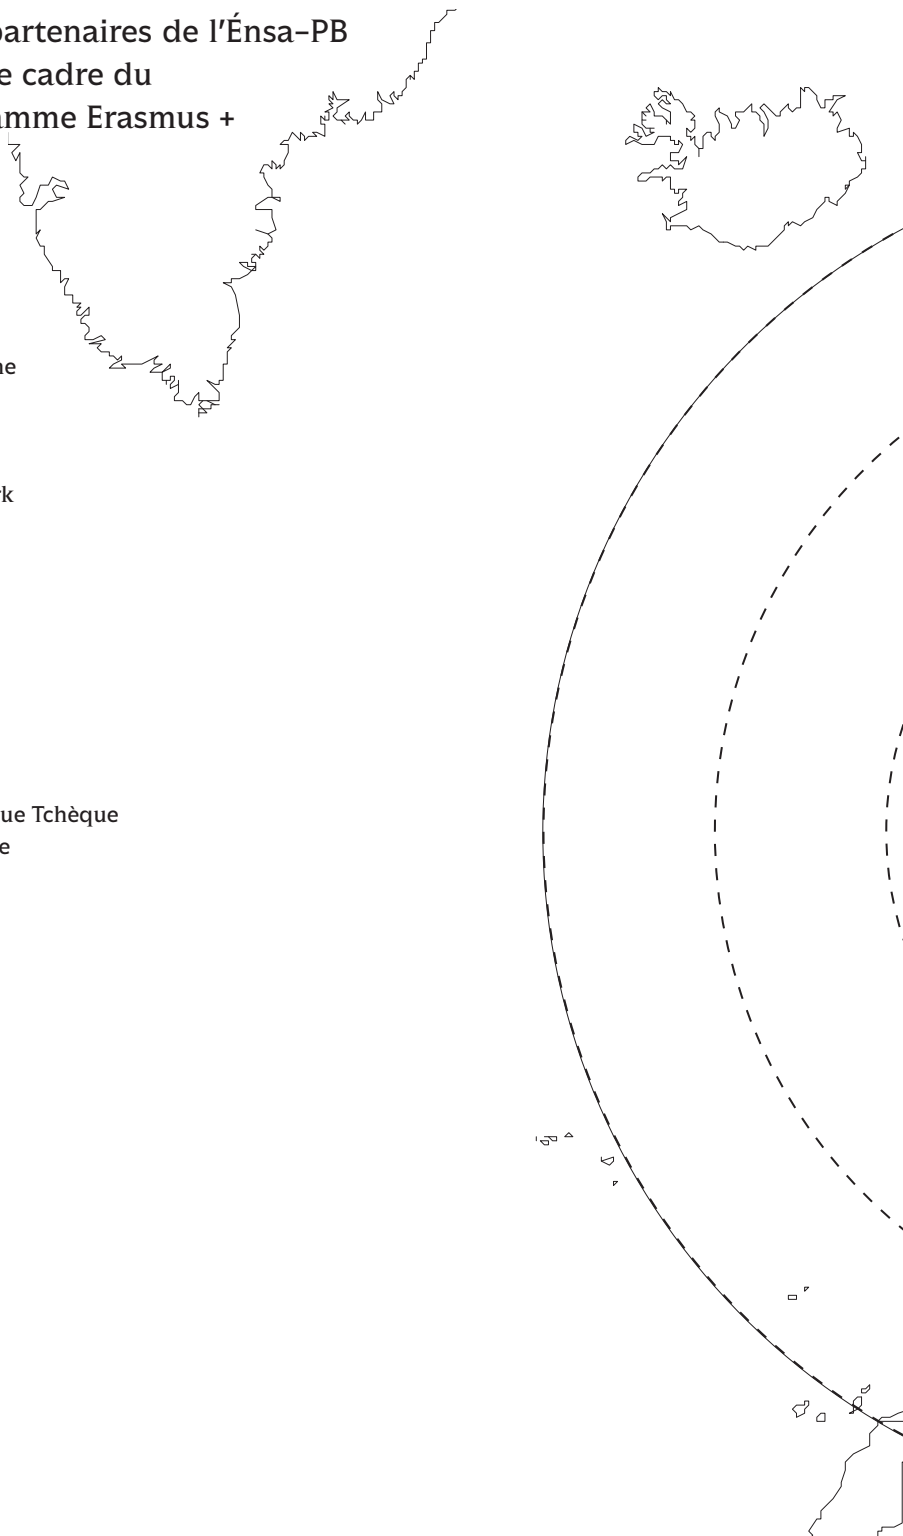 partenaires de l'Énsa–PB
e cadre du
amme Erasmus +
ne
rk
ue Tchèque
e